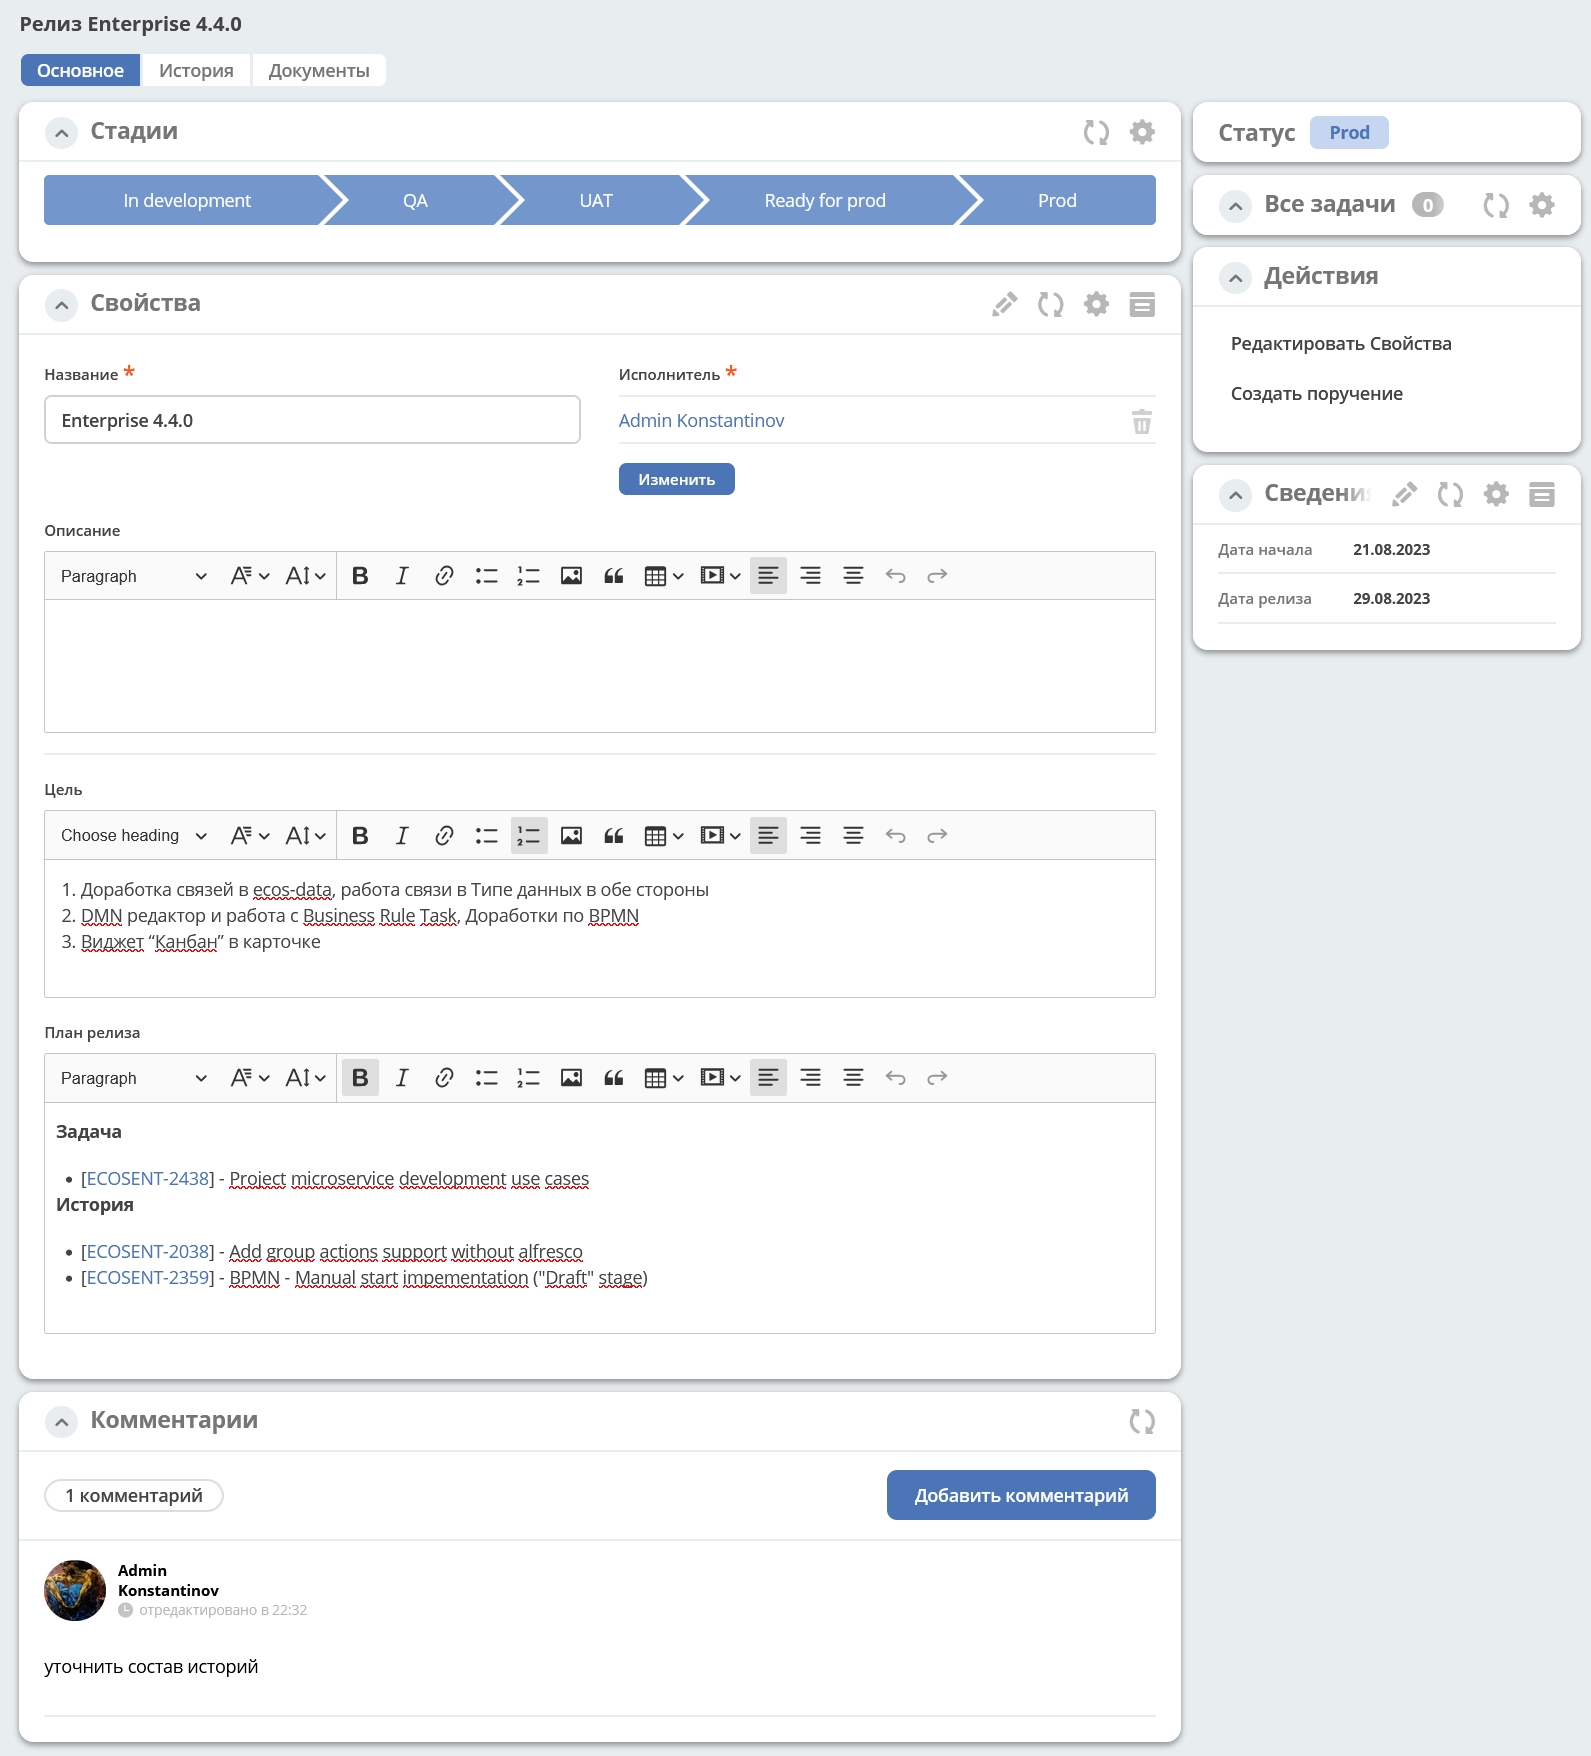 Релиз Enterprise 4.4.0
Основное
История
Документы
Стадии
In development
QA
UAT
Ready for prod
Prod
Свойства
Название *
Enterprise 4.4.0
Исполнитель *
Admin Konstantinov
Изменить
Описание
Paragraph
Цель
Choose heading
1. Доработка связей в ecos-data, работа связи в Типе данных в обе стороны
2. DMN редактор и работа с Business Rule Task, Доработки по BPMN
3. Виджет “Канбан” в карточке
План релиза
Paragraph
Задача
• [ECOSENT-2438] - Project microservice development use cases
История
• [ECOSENT-2038] - Add group actions support without alfresco
• [ECOSENT-2359] - BPMN - Manual start impementation ("Draft" stage)
Комментарии
1 комментарий
Добавить комментарий
Admin
Konstantinov
отредактировано в 22:32
уточнить состав историй
Статус
Prod
Все задачи
0
Действия
Редактировать Свойства
Создать поручение
Сведения
Дата начала 21.08.2023
Дата релиза 29.08.2023